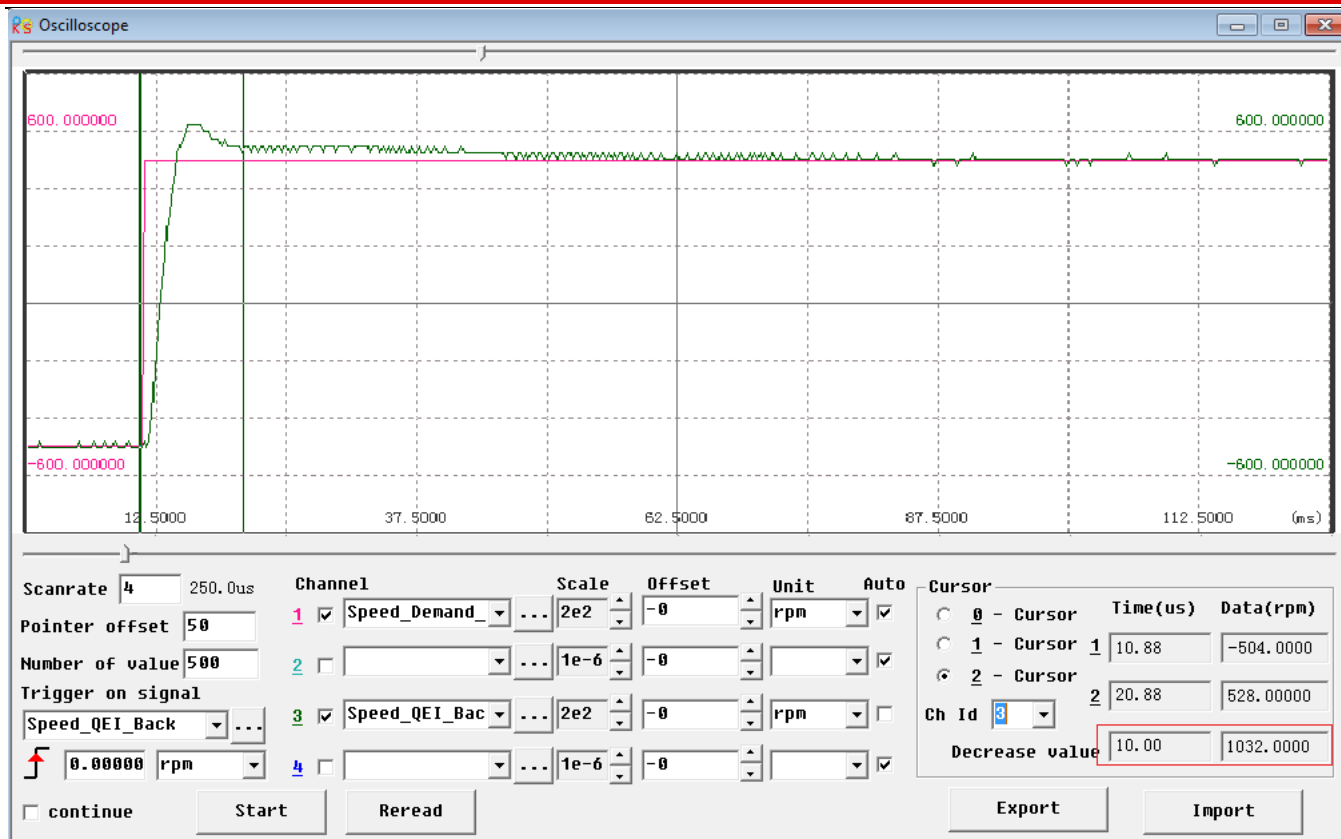 Oscilloscope
600.000000 600.000000
-600.000000 -600.000000
12.5000 37.5000 62.5000 87.5000 112.5000 (ms)
Scanrate 4 250.0us
Pointer offset 50
Number of value 500
Trigger on signal
Speed_QEI_Back ...
0.00000 rpm
continue Start Reread
Channel Scale Offset Unit Auto
1 Speed_Demand_ ... 2e2 -0 rpm
2 ... 1e-6 -0
3 Speed_QEI_Bac ... 2e2 -0 rpm
4 ... 1e-6 -0
Cursor
0 - Cursor Time(us) Data(rpm)
1 - Cursor 1 10.88 -504.0000
2 - Cursor
2 20.88 528.00000
Ch Id 3
Decrease value 10.00 1032.0000
Export Import